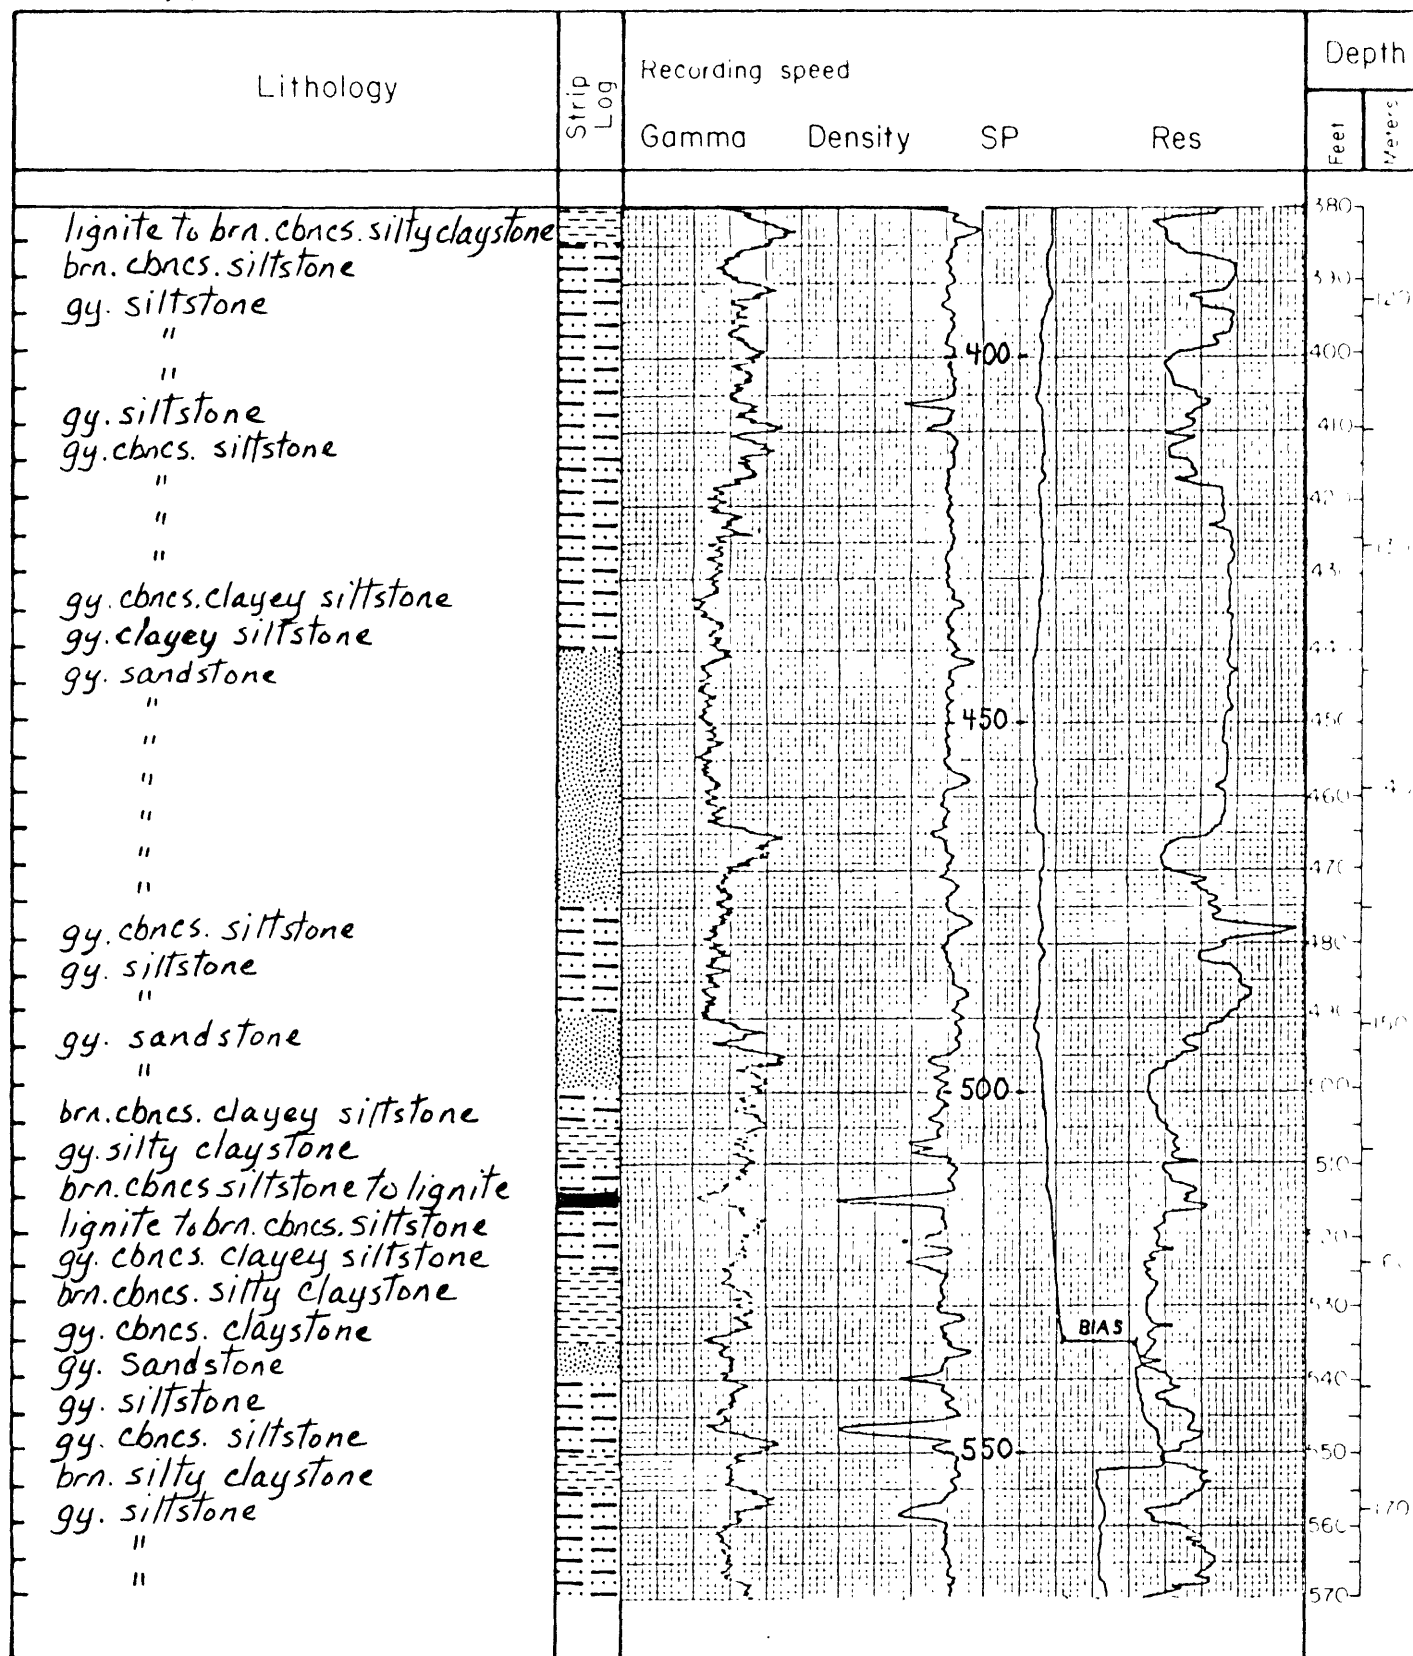 Lithology
Strip Log
Recording speed
Gamma Density SP Res
Depth
Feet
Meters
lignite to brn. cbncs. silty claystone
brn. cbncs. siltstone
gy. siltstone
"
"
gy. siltstone
gy. cbncs. siltstone
"
"
"
gy. cbncs. clayey siltstone
gy. clayey siltstone
gy. sandstone
"
"
"
"
"
"
gy. cbncs. siltstone
gy. siltstone
"
gy. sandstone
"
brn. cbncs. clayey siltstone
gy. silty claystone
brn. cbncs siltstone to lignite
lignite to brn. cbncs. siltstone
gy. cbncs. clayey siltstone
brn. cbncs. silty claystone
gy. cbncs. claystone
gy. Sandstone
gy. siltstone
gy. cbncs. siltstone
brn. silty claystone
gy. siltstone
"
"
400
450
500
550
BIAS
380
390
400
410
450
460
470
480
510
530
540
550
560
570